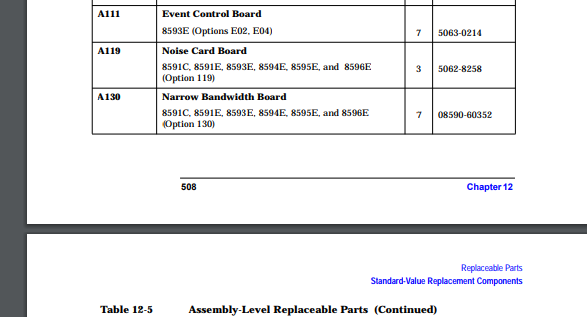 A111 Event Control Board
8593E (Options E02, E04) 7 5063-0214
A119 Noise Card Board
8591C, 8591E, 8593E, 8594E, 8595E, and 8596E 3 5062-8258
(Option 119)
A130 Narrow Bandwidth Board
8591C, 8591E, 8593E, 8594E, 8595E, and 8596E 7 08590-60352
(Option 130)
508 Chapter 12
Replaceable Parts
Standard-Value Replacement Components
Table 12-5 Assembly-Level Replaceable Parts (Continued)